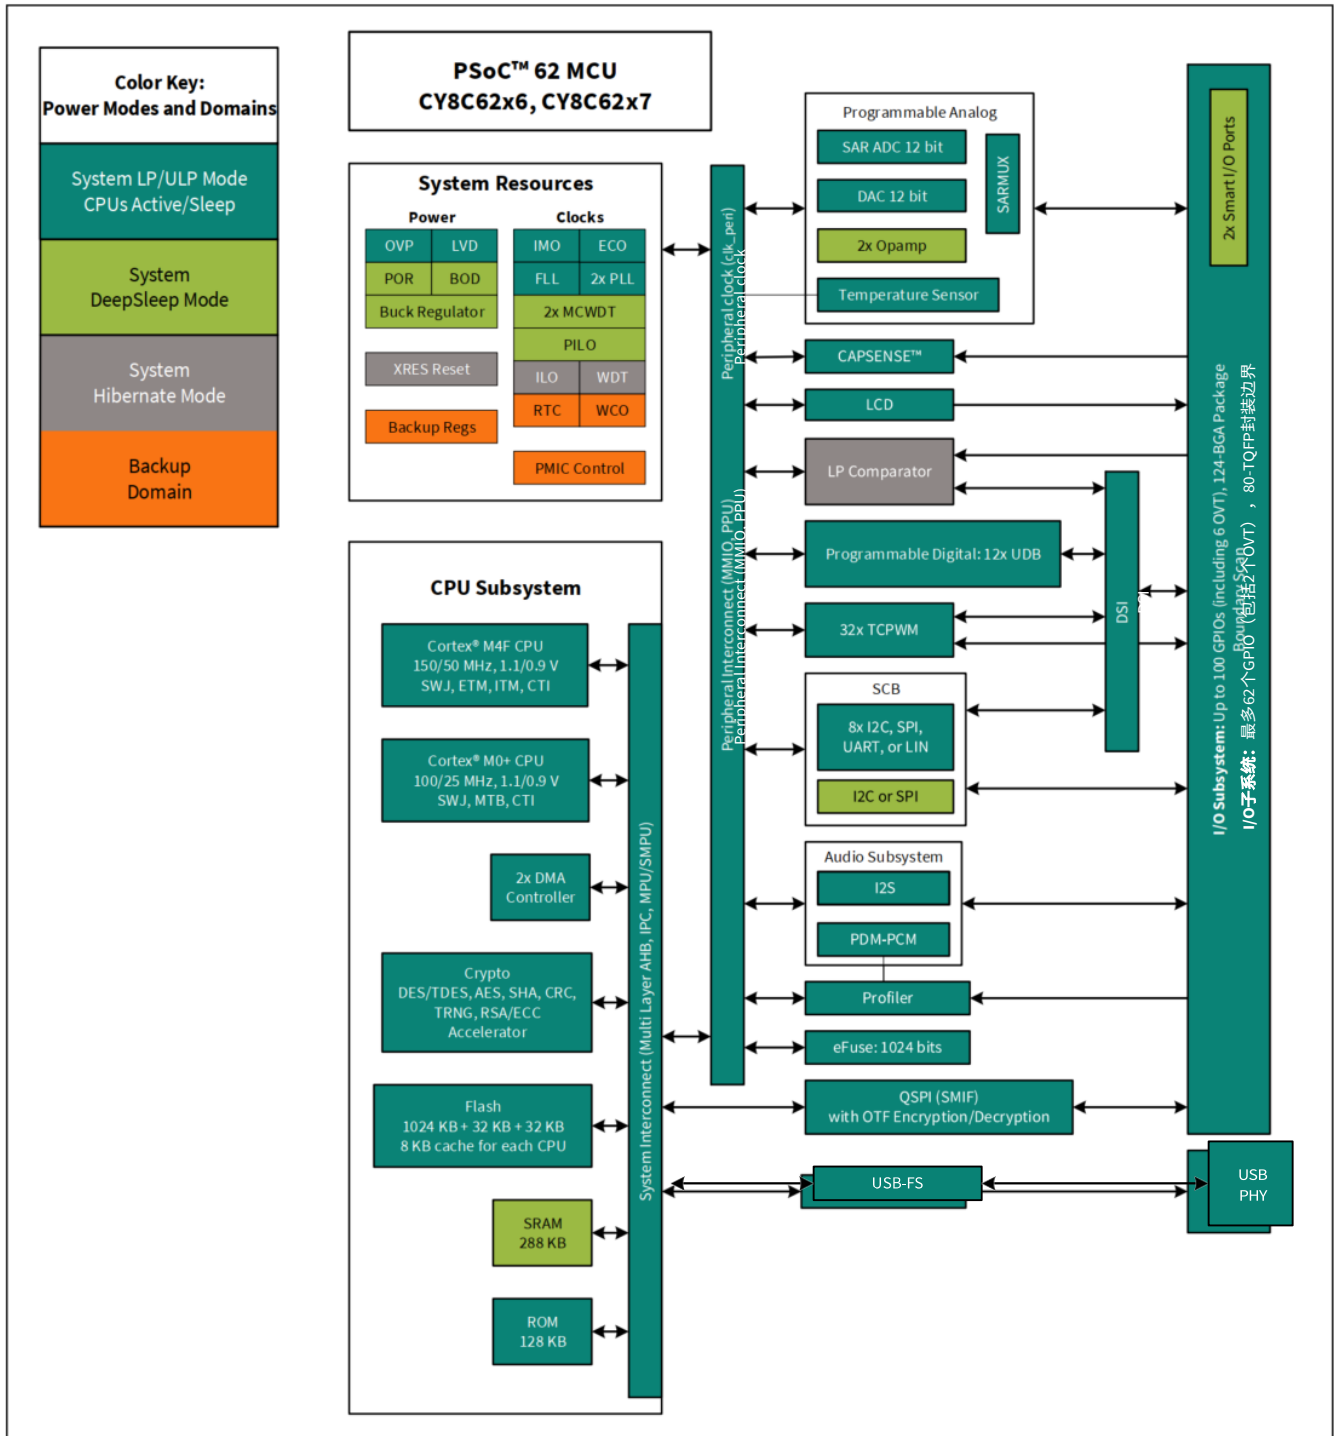 Color Key:
Power Modes and Domains
System LP/ULP Mode
CPUs Active/Sleep
System
DeepSleep Mode
System
Hibernate Mode
Backup
Domain
PSoC™ 62 MCU
CY8C62x6, CY8C62x7
System Resources
Power
Clocks
OVP
LVD
POR
BOD
Buck Regulator
XRES Reset
Backup Regs
IMO
ECO
FLL
2x PLL
2x MCWDT
PILO
ILO
WDT
RTC
WCO
PMIC Control
CPU Subsystem
Cortex® M4F CPU
150/50 MHz, 1.1/0.9 V
SWJ, ETM, ITM, CTI
Cortex® M0+ CPU
100/25 MHz, 1.1/0.9 V
SWJ, MTB, CTI
2x DMA
Controller
Crypto
DES/TDES, AES, SHA, CRC,
TRNG, RSA/ECC
Accelerator
Flash
1024 KB + 32 KB + 32 KB
8 KB cache for each CPU
SRAM
288 KB
ROM
128 KB
System Interconnect (Multi Layer AHB, IPC, MPU/SMPU)
Peripheral clock (clk_peri)
Peripheral clock
Peripheral Interconnect (MMIO, PPU)
Peripheral Interconnect (MMIO, PPU)
Programmable Analog
SAR ADC 12 bit
DAC 12 bit
2x Opamp
SARMUX
Temperature Sensor
CAPSENSE™
LCD
LP Comparator
Programmable Digital: 12x UDB
32x TCPWM
SCB
8x I2C, SPI,
UART, or LIN
I2C or SPI
DSI
Audio Subsystem
I2S
PDM-PCM
Profiler
eFuse: 1024 bits
QSPI (SMIF)
with OTF Encryption/Decryption
USB-FS
USB
PHY
2x Smart I/O Ports
I/O Subsystem: Up to 100 GPIOs (including 6 OVT), 124-BGA Package
Boundary Scan
I/O子系统：最多62个GPIO（包括2个OVT），80-TQFP封装边界